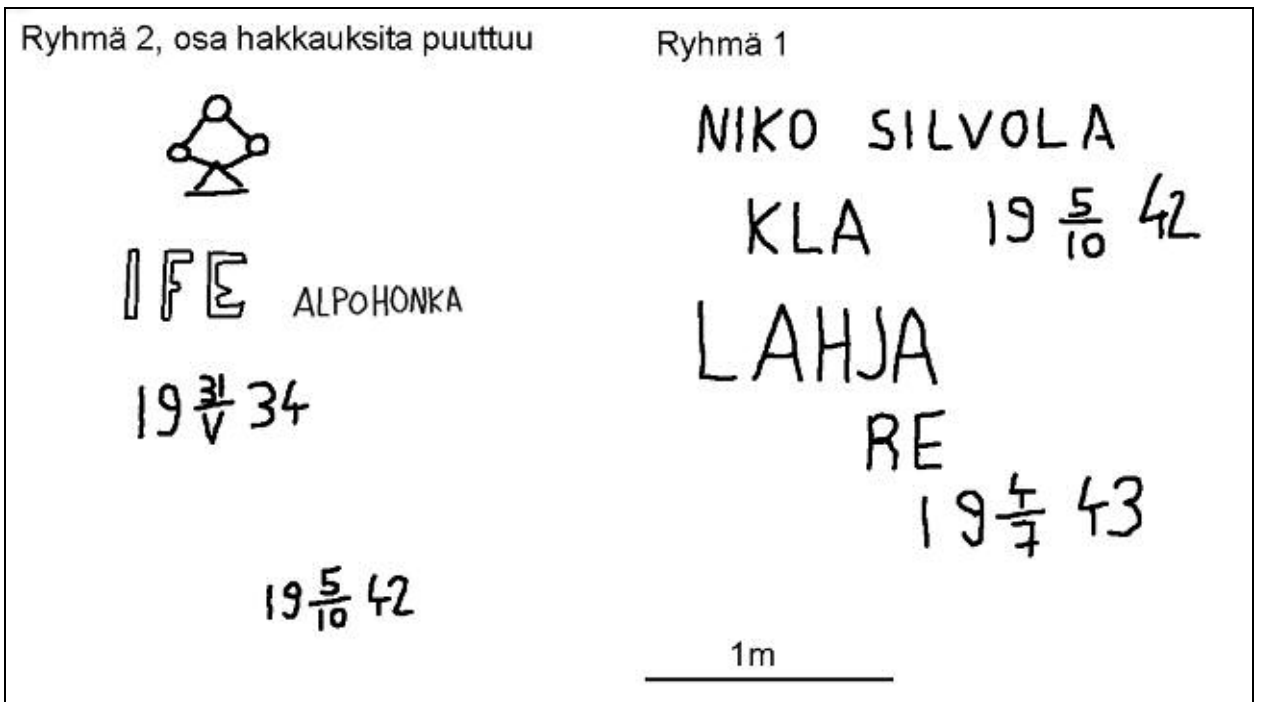 Ryhmä 2, osa hakkauksita puuttuu
IFE ALPOHONKA
19 31/V 34
19 5/10 42
Ryhmä 1
NIKO SILVOLA
KLA 19 5/10 42
LAHJA
RE
19 4/7 43
1m